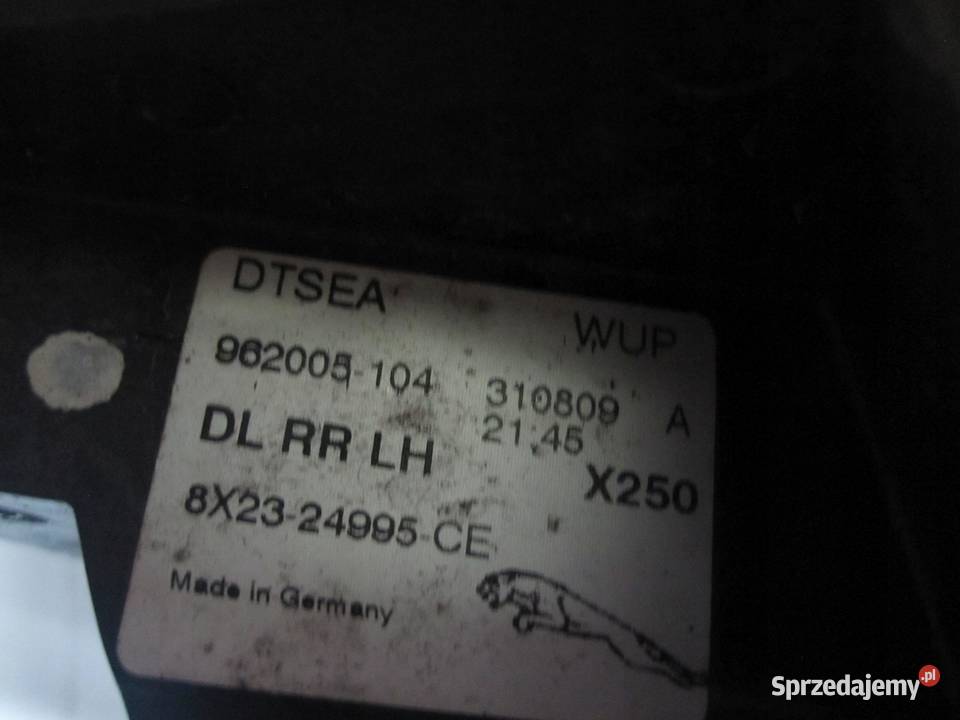 DTSEA
WUP
962005-104 310809 A
21:45
DL RR LH X250
8X23-24995-CE
Made in Germany
Sprzedajemy.pl